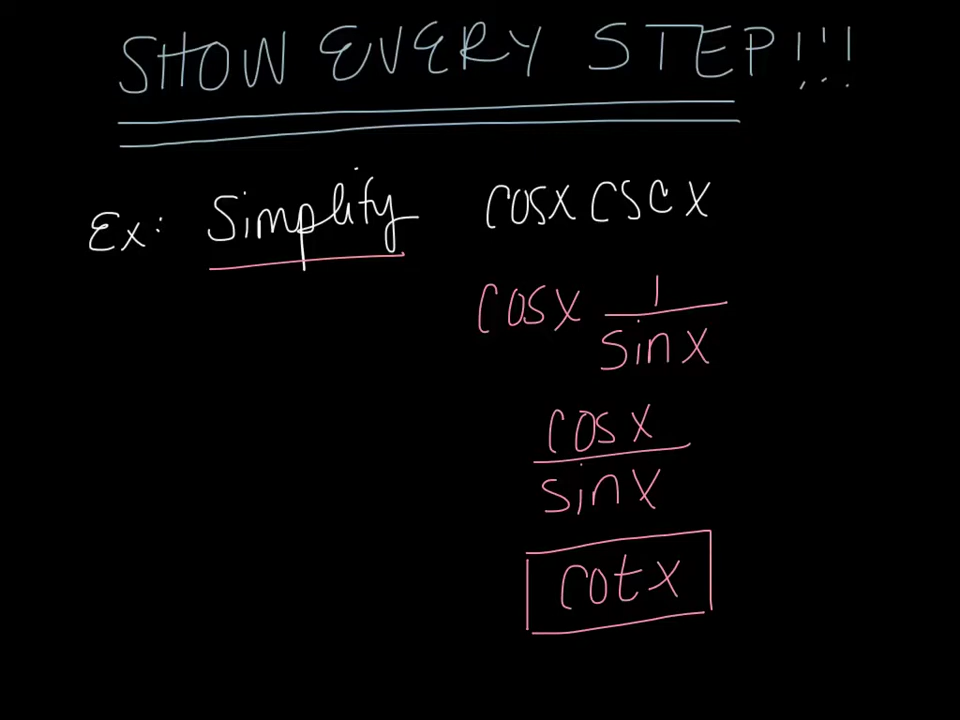 SHOW EVERY STEP!!!
Ex: Simplify cosx cscx
cosx 1/sinx
cosx/sinx
cotx